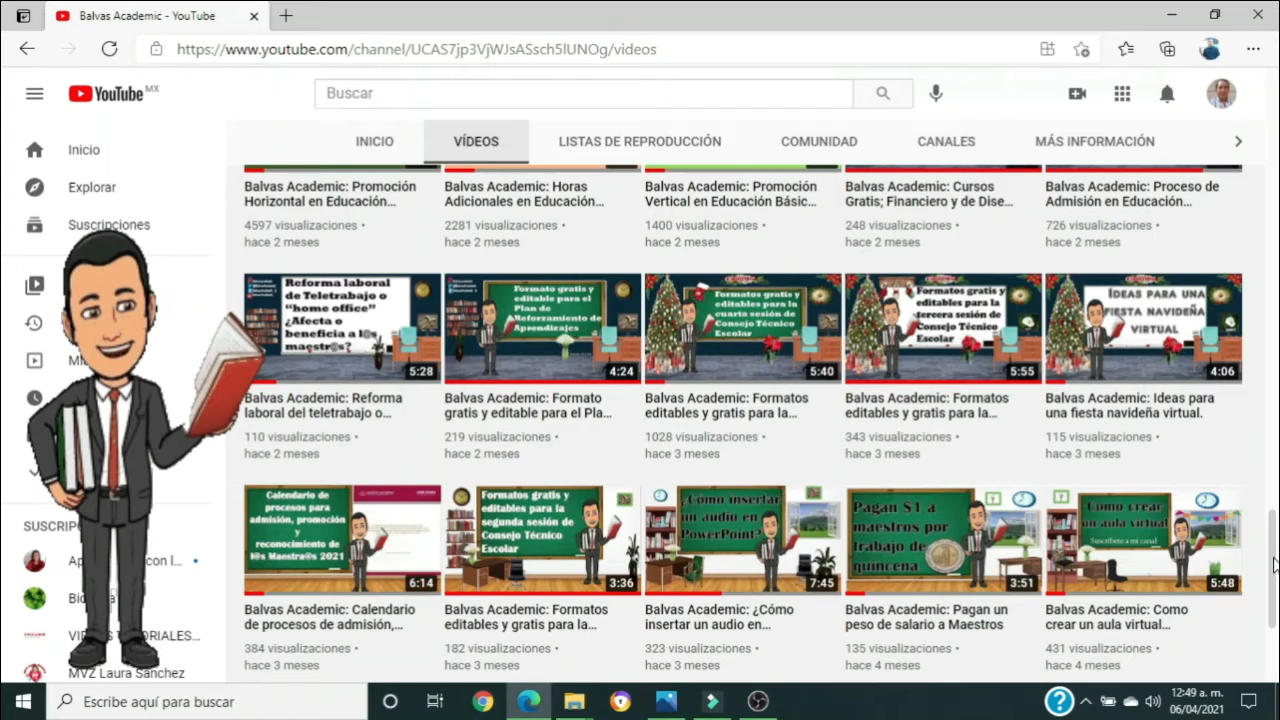 Balvas Academic - YouTube
https://www.youtube.com/channel/UCAS7jp3VjWJsASsch5lUNOg/videos
YouTube MX
Buscar
INICIO VÍDEOS LISTAS DE REPRODUCCIÓN COMUNIDAD CANALES MÁS INFORMACIÓN
Inicio
Explorar
Suscripciones
SUSCRIP
con l...
VI RIALES...
MVZ Laura Sanchez
Balvas Academic: Promoción
Horizontal en Educación...
4597 visualizaciones •
hace 2 meses
Balvas Academic: Horas
Adicionales en Educación...
2281 visualizaciones •
hace 2 meses
Balvas Academic: Promoción
Vertical en Educación Básic...
1400 visualizaciones •
hace 2 meses
Balvas Academic: Cursos
Gratis; Financiero y de Dise...
248 visualizaciones •
hace 2 meses
Balvas Academic: Proceso de
Admisión en Educación...
726 visualizaciones •
hace 2 meses
Reforma laboral
de Teletrabajo o
“home office”
¿Afecta o
beneficia a l@s
maestr@s?
5:28
Balvas Academic: Reforma
laboral del teletrabajo o...
110 visualizaciones •
hace 2 meses
Formato gratis y
editable para el
Plan de
Reforzamiento de
Aprendizajes
4:24
Balvas Academic: Formato
gratis y editable para el Pla...
219 visualizaciones •
hace 2 meses
Formatos gratis y
editables para la
cuarta sesión de
Consejo Técnico
Escolar
5:40
Balvas Academic: Formatos
editables y gratis para la...
1028 visualizaciones •
hace 3 meses
Formatos gratis y
editables para la
tercera sesión de
Consejo Técnico
Escolar
5:55
Balvas Academic: Formatos
editables y gratis para la...
343 visualizaciones •
hace 3 meses
IDEAS PARA UNA
FIESTA NAVIDEÑA
VIRTUAL
4:06
Balvas Academic: Ideas para
una fiesta navideña virtual.
115 visualizaciones •
hace 3 meses
Calendario de
procesos para
admisión, promoción
y
reconocimiento de
l@s Maestr@s 2021
6:14
Balvas Academic: Calendario
de procesos de admisión,...
384 visualizaciones •
hace 3 meses
Formatos gratis y
editables para la
segunda sesión de
Consejo Técnico
Escolar
3:36
Balvas Academic: Formatos
editables y gratis para la...
182 visualizaciones •
hace 3 meses
¿Cómo insertar
un audio en
PowerPoint?
7:45
Balvas Academic: ¿Cómo
insertar un audio en...
323 visualizaciones •
hace 3 meses
Pagan $1 a
maestros por
trabajo de
quincena
3:51
Balvas Academic: Pagan un
peso de salario a Maestros
135 visualizaciones •
hace 4 meses
Como crear
un aula virtual
Suscríbete a mi canal
5:48
Balvas Academic: Como
crear un aula virtual...
431 visualizaciones •
hace 4 meses
Escribe aquí para buscar
12:49 a. m.
06/04/2021